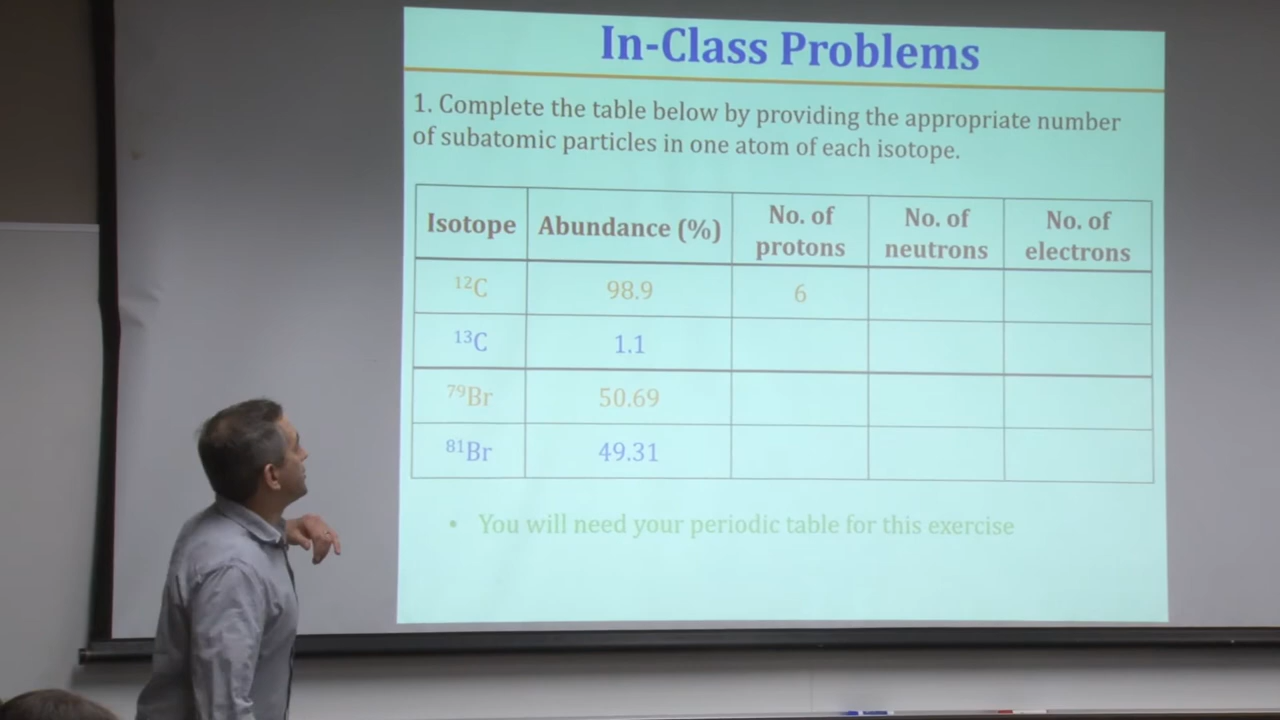 In-Class Problems
1. Complete the table below by providing the appropriate number
of subatomic particles in one atom of each isotope.
Isotope Abundance (%) No. of protons No. of neutrons No. of electrons
¹²C 98.9 6
¹³C 1.1
⁷⁹Br 50.69
⁸¹Br 49.31
• You will need your periodic table for this exercise